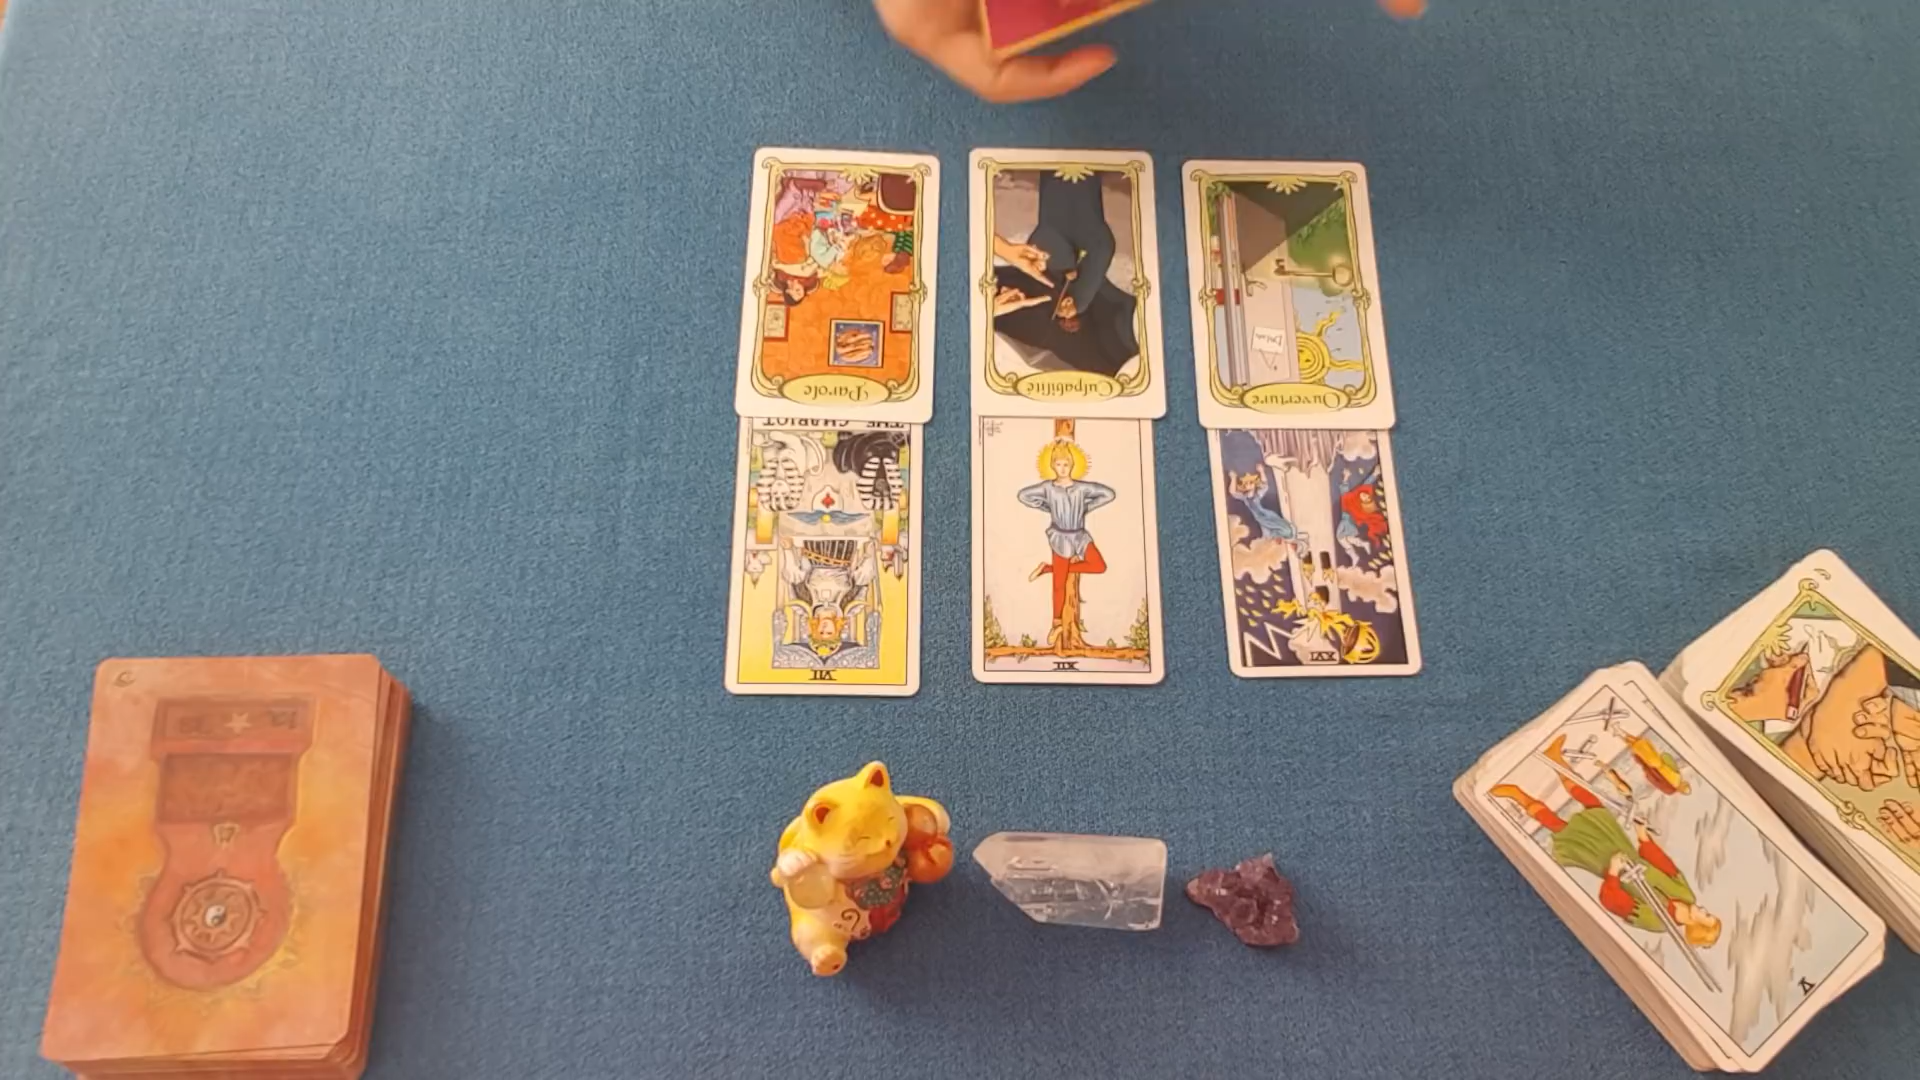 Parole
Culpabilité
Ouverture
THE CHARIOT
VII
XII
XVI
V